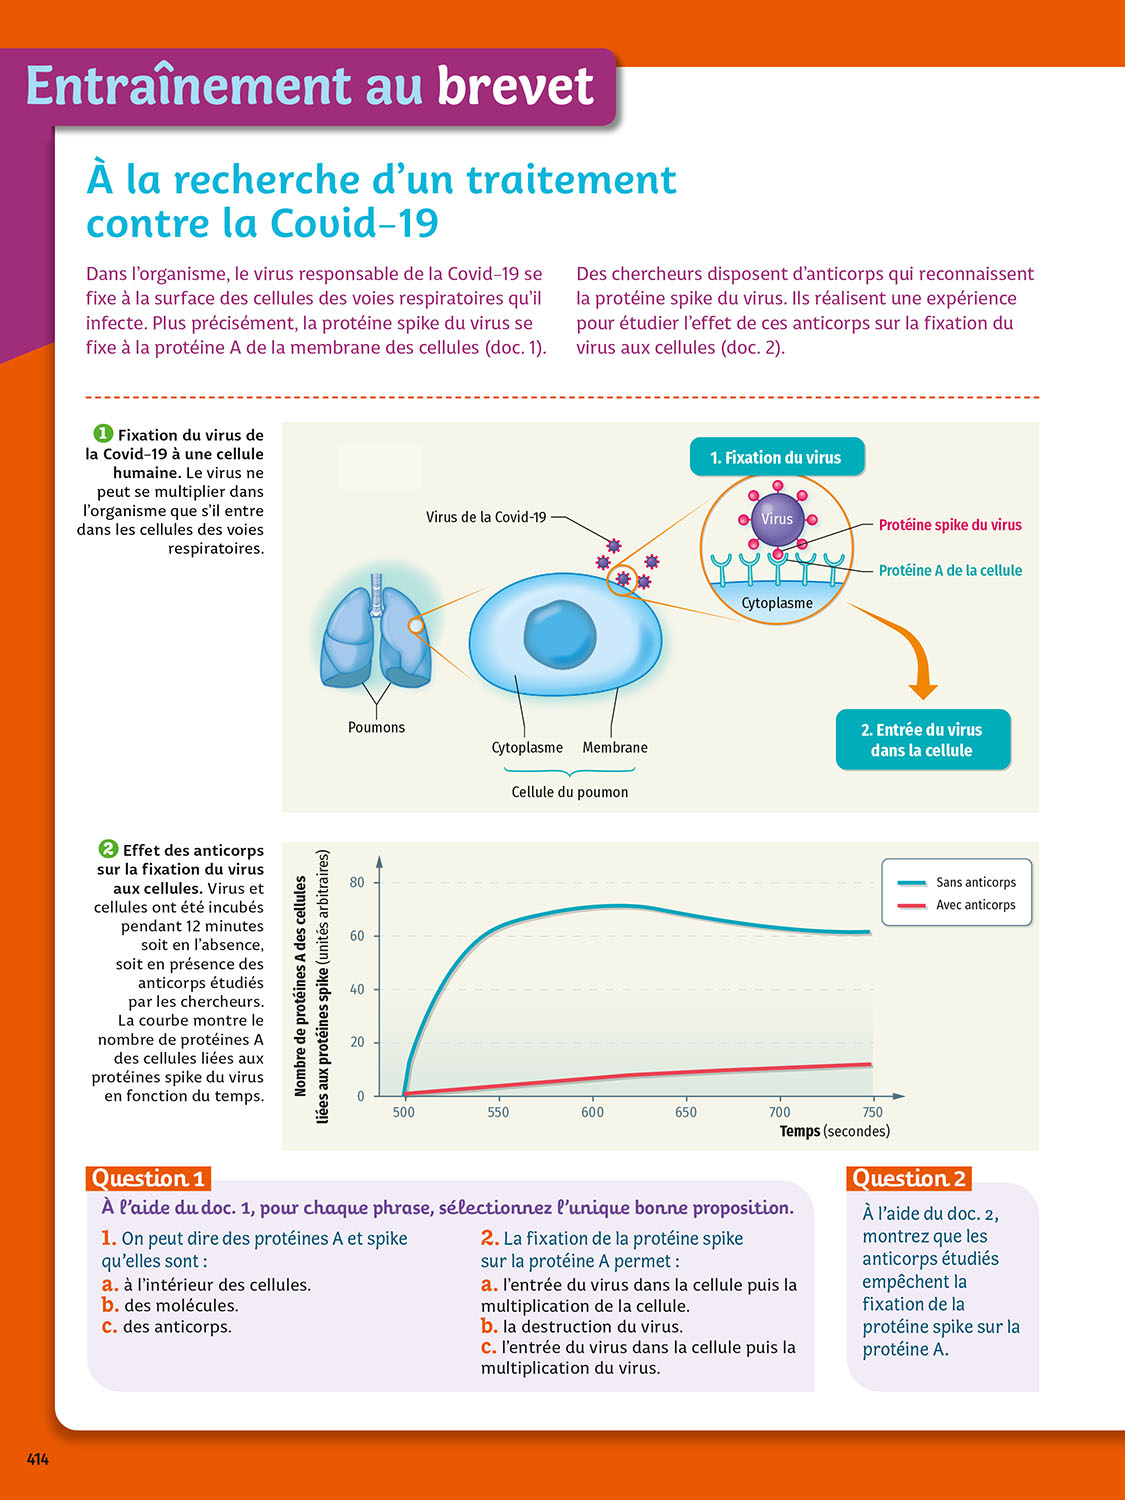 Entraînement au brevet
À la recherche d'un traitement
contre la Covid-19
Dans l'organisme, le virus responsable de la Covid-19 se
fixe à la surface des cellules des voies respiratoires qu'il
infecte. Plus précisément, la protéine spike du virus se
fixe à la protéine A de la membrane des cellules (doc. 1).
Des chercheurs disposent d'anticorps qui reconnaissent
la protéine spike du virus. Ils réalisent une expérience
pour étudier l'effet de ces anticorps sur la fixation du
virus aux cellules (doc. 2).
1 Fixation du virus de
la Covid-19 à une cellule
humaine. Le virus ne
peut se multiplier dans
l'organisme que s'il entre
dans les cellules des voies
respiratoires.
1. Fixation du virus
Virus de la Covid-19
Virus
Protéine spike du virus
Protéine A de la cellule
Cytoplasme
Poumons
Cytoplasme
Membrane
Cellule du poumon
2. Entrée du virus
dans la cellule
2 Effet des anticorps
sur la fixation du virus
aux cellules. Virus et
cellules ont été incubés
pendant 12 minutes
soit en l'absence,
soit en présence des
anticorps étudiés
par les chercheurs.
La courbe montre le
nombre de protéines A
des cellules liées aux
protéines spike du virus
en fonction du temps.
Nombre de protéines A des cellules
liées aux protéines spike (unités arbitraires)
80
60
40
20
0
500
550
600
650
700
750
Temps (secondes)
Sans anticorps
Avec anticorps
Question 1
À l'aide du doc. 1, pour chaque phrase, sélectionnez l'unique bonne proposition.
1. On peut dire des protéines A et spike
qu'elles sont :
a. à l'intérieur des cellules.
b. des molécules.
c. des anticorps.
2. La fixation de la protéine spike
sur la protéine A permet :
a. l'entrée du virus dans la cellule puis la
multiplication de la cellule.
b. la destruction du virus.
c. l'entrée du virus dans la cellule puis la
multiplication du virus.
Question 2
À l'aide du doc. 2,
montrez que les
anticorps étudiés
empêchent la
fixation de la
protéine spike sur la
protéine A.
414